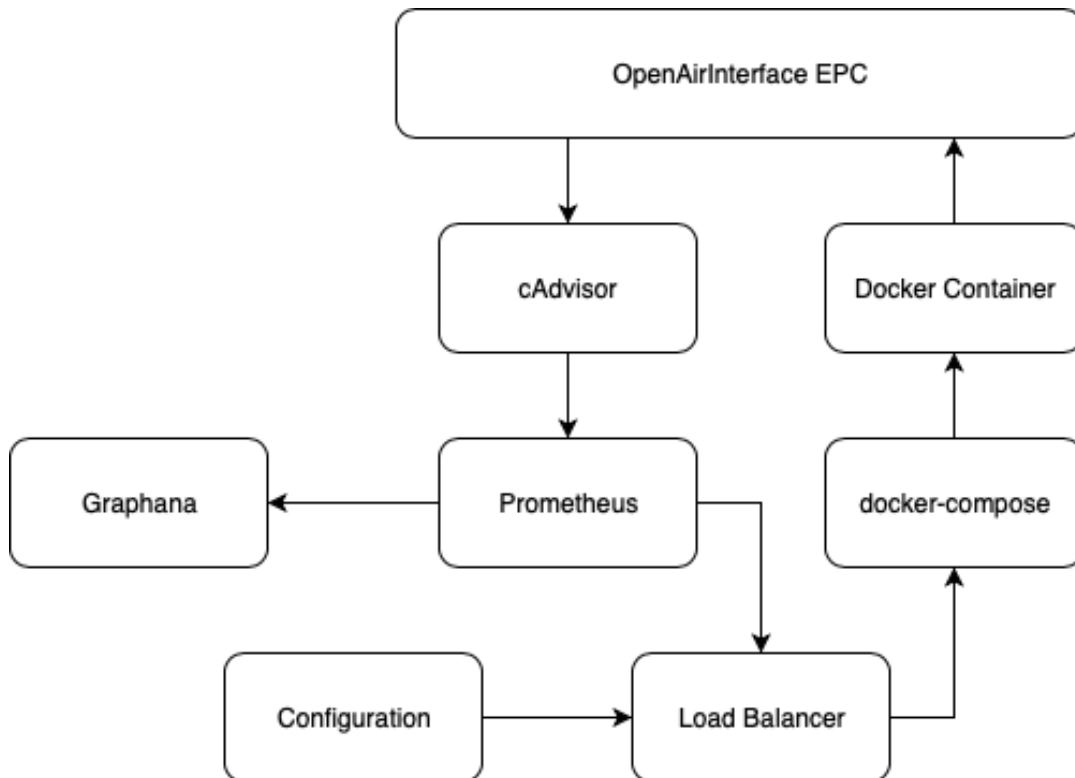 OpenAirInterface EPC
cAdvisor
Docker Container
Graphana
Prometheus
docker-compose
Configuration
Load Balancer